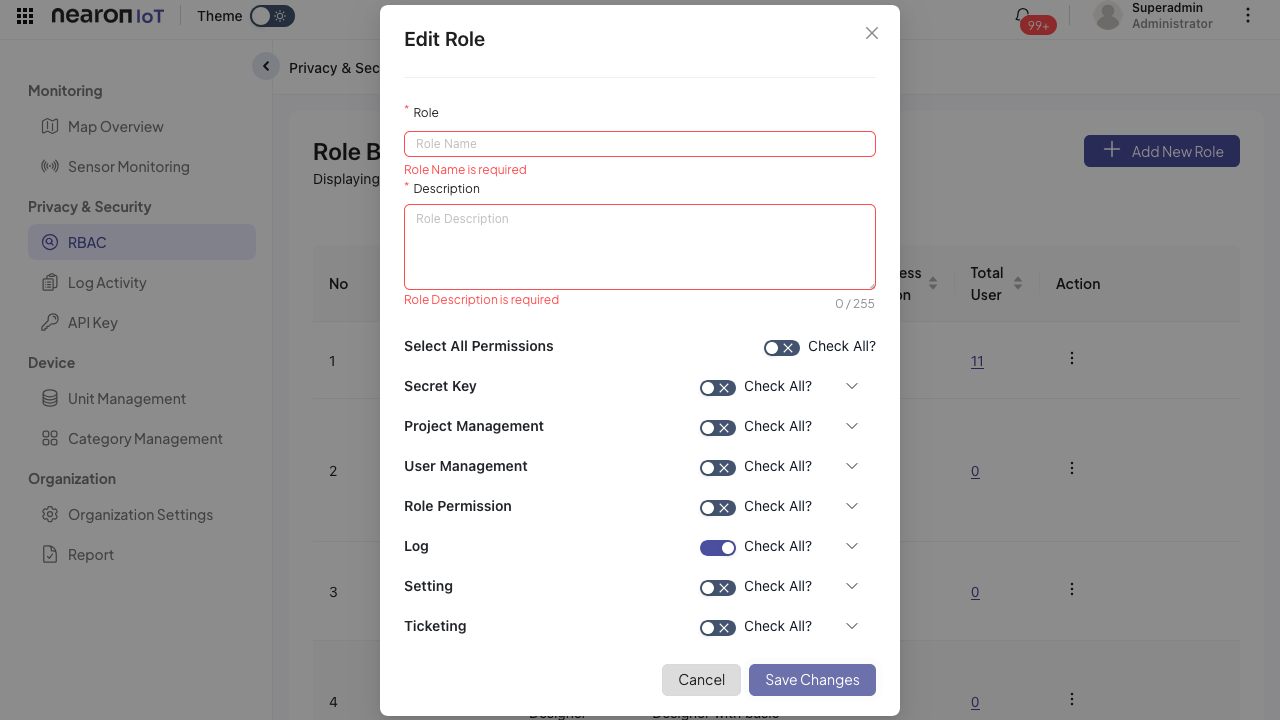 nearon IoT
Theme
99+
Superadmin
Administrator
Monitoring
Map Overview
Sensor Monitoring
Privacy & Security
RBAC
Log Activity
API Key
Device
Unit Management
Category Management
Organization
Organization Settings
Report
Privacy & Sec
Role B
Displaying
Add New Role
No
ess
on
Total
User
Action
1
11
2
0
3
0
4
0
Edit Role
* Role
Role Name
Role Name is required
* Description
Role Description
Role Description is required
0 / 255
Select All Permissions
Check All?
Secret Key
Check All?
Project Management
Check All?
User Management
Check All?
Role Permission
Check All?
Log
Check All?
Setting
Check All?
Ticketing
Check All?
Cancel
Save Changes
Designer
Designer with basic